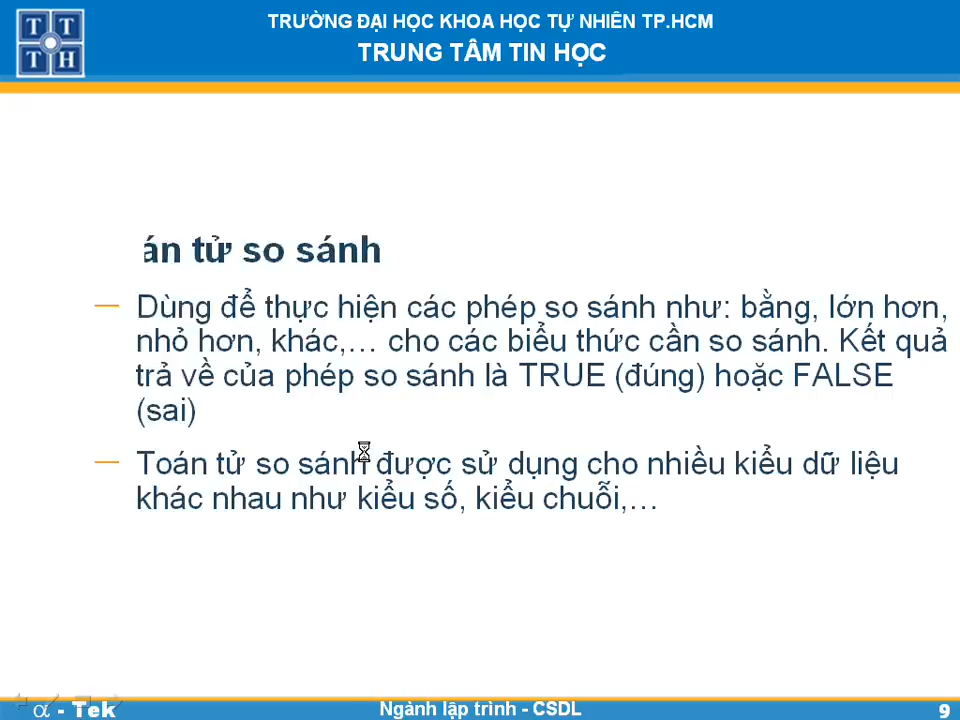 TRƯỜNG ĐẠI HỌC KHOA HỌC TỰ NHIÊN TP.HCM
TRUNG TÂM TIN HỌC
T T
T H
án tử so sánh
Dùng để thực hiện các phép so sánh như: bằng, lớn hơn,
nhỏ hơn, khác,… cho các biểu thức cần so sánh. Kết quả
trả về của phép so sánh là TRUE (đúng) hoặc FALSE
(sai)
Toán tử so sánh được sử dụng cho nhiều kiểu dữ liệu
khác nhau như kiểu số, kiểu chuỗi,…
α - Tek
Ngành lập trình - CSDL
9